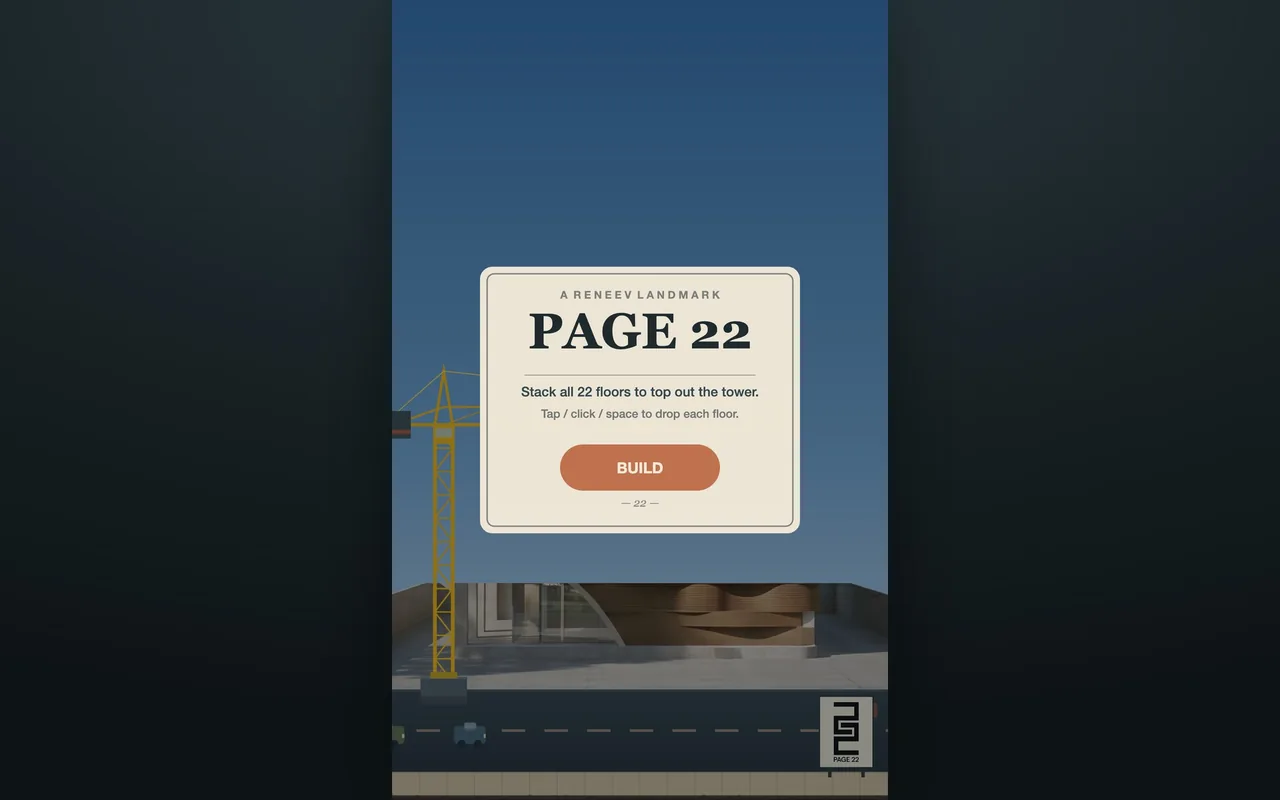 A RENEEV LANDMARK
PAGE 22
Stack all 22 floors to top out the tower.
Tap / click / space to drop each floor.
BUILD
— 22 —
PAGE 22